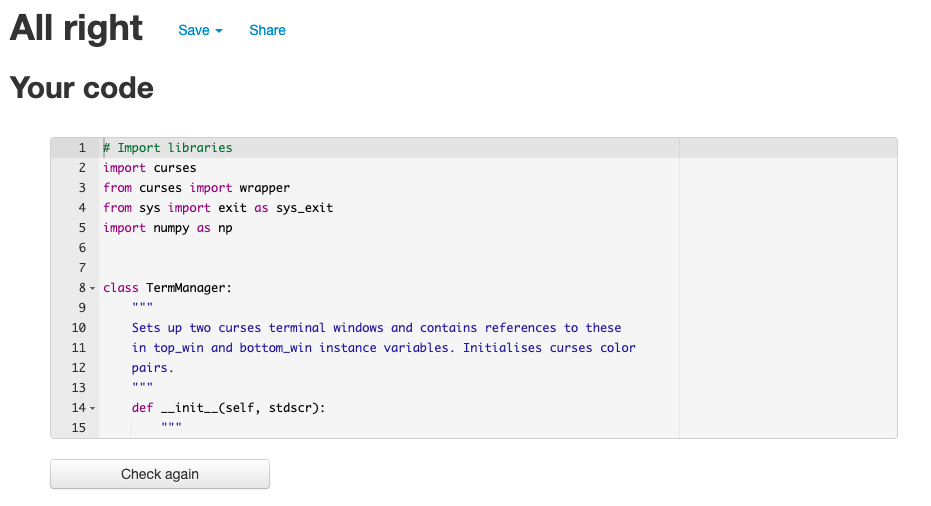 All right Save Share
Your code
1 # Import libraries
2 import curses
3 from curses import wrapper
4 from sys import exit as sys_exit
5 import numpy as np
6
7
8 class TermManager:
9 """
10 Sets up two curses terminal windows and contains references to these
11 in top_win and bottom_win instance variables. Initialises curses color
12 pairs.
13 """
14 def __init__(self, stdscr):
15 """
Check again